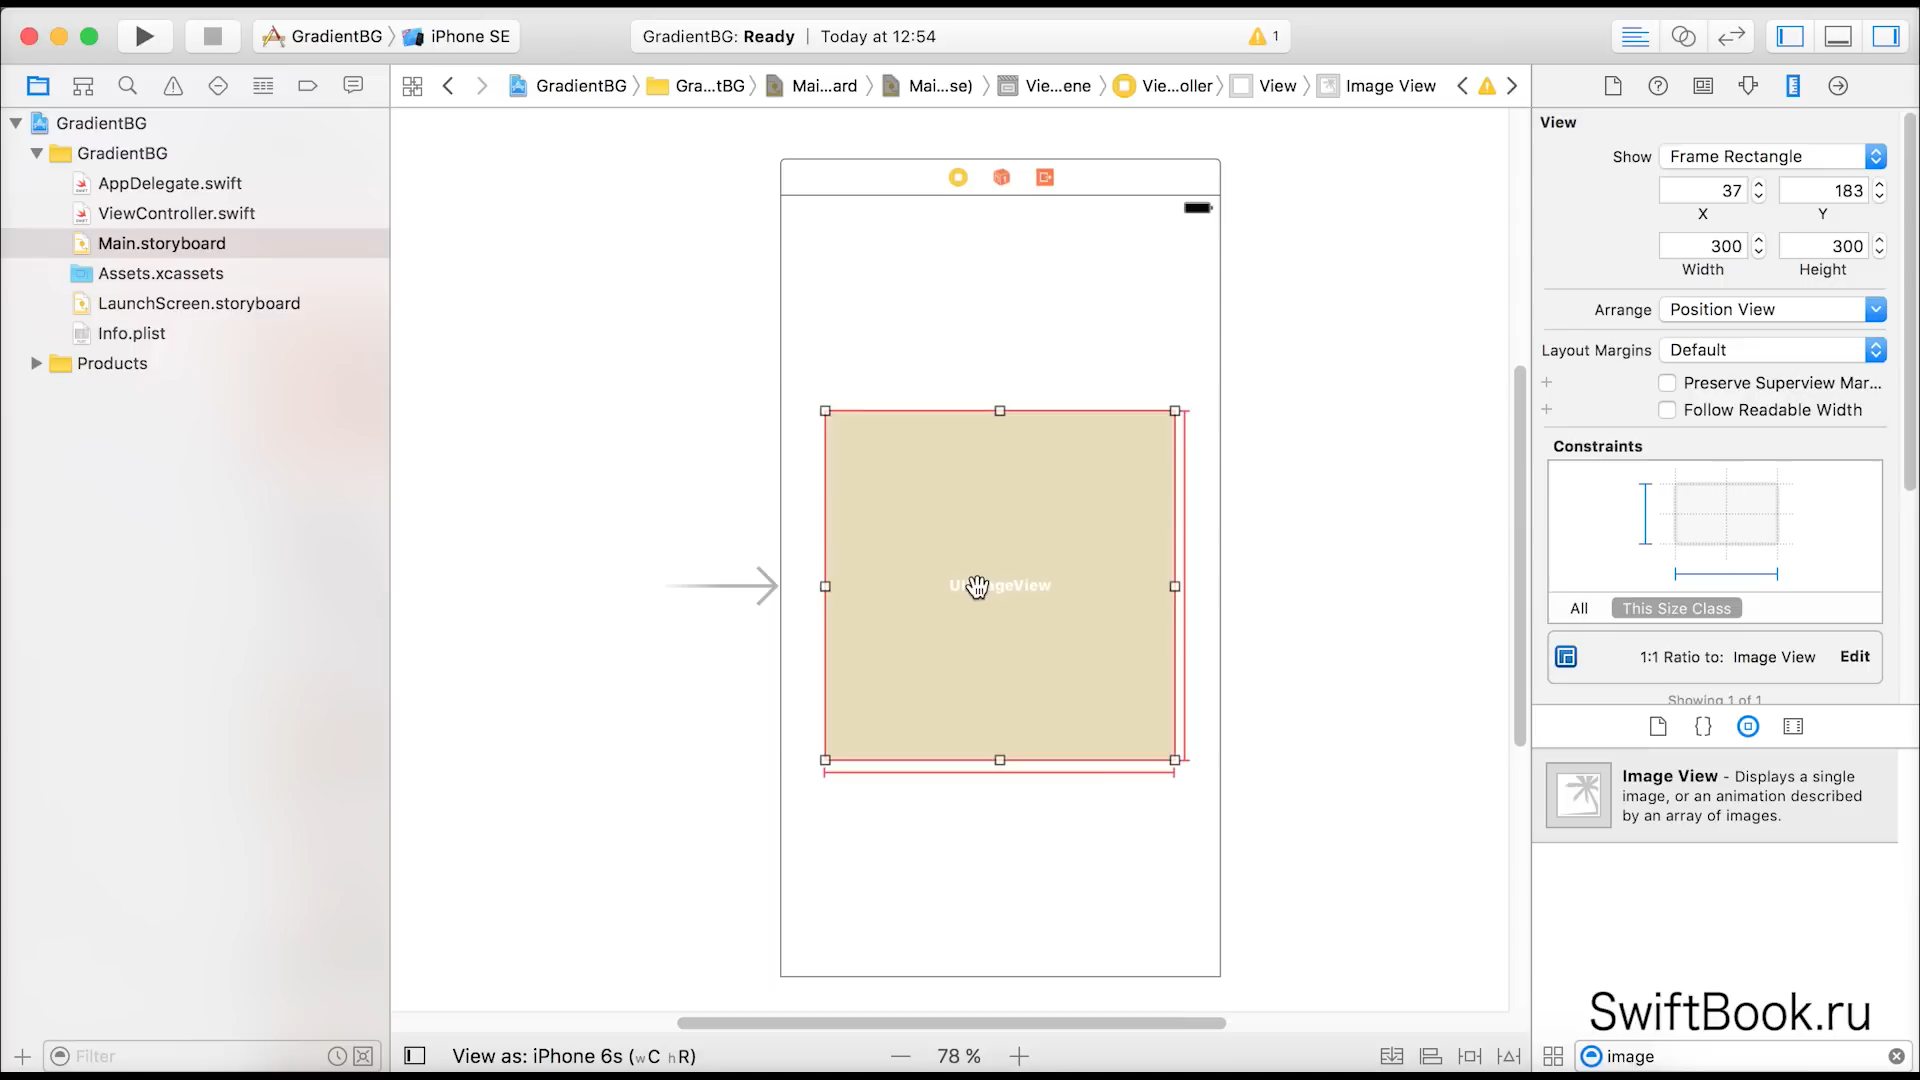 GradientBG
iPhone SE
GradientBG: Ready
Today at 12:54
1
GradientBG
Gra...tBG
Mai...ard
Mai...se)
Vie...ene
Vie...oller
View
Image View
GradientBG
GradientBG
AppDelegate.swift
ViewController.swift
Main.storyboard
Assets.xcassets
LaunchScreen.storyboard
Info.plist
Products
View
Show Frame Rectangle
37 183
X Y
300 300
Width Height
Arrange Position View
Layout Margins Default
Preserve Superview Mar...
Follow Readable Width
Constraints
All This Size Class
1:1 Ratio to: Image View Edit
Showing 1 of 1
Image View - Displays a single
image, or an animation described
by an array of images.
SwiftBook.ru
Filter
View as: iPhone 6s (wC hR)
78 %
image